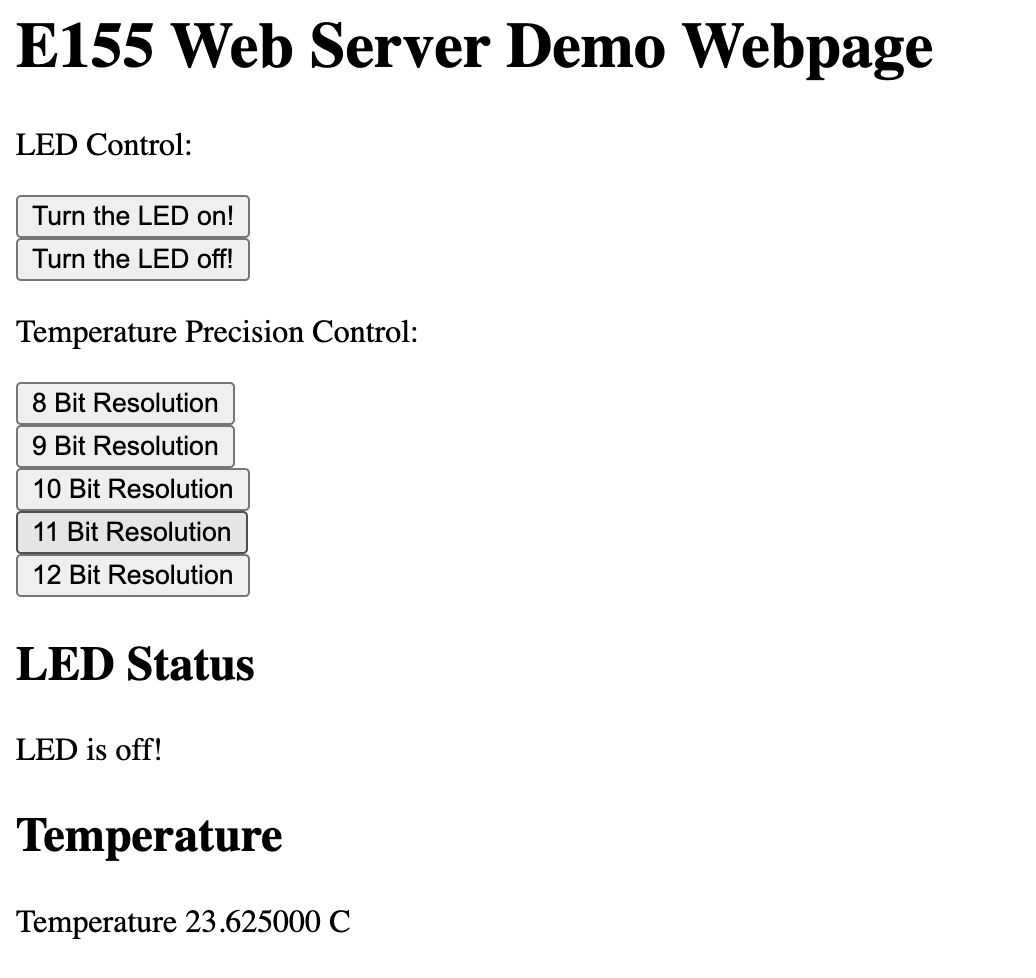 E155 Web Server Demo Webpage
LED Control:
Turn the LED on!
Turn the LED off!
Temperature Precision Control:
8 Bit Resolution
9 Bit Resolution
10 Bit Resolution
11 Bit Resolution
12 Bit Resolution
LED Status
LED is off!
Temperature
Temperature 23.625000 C